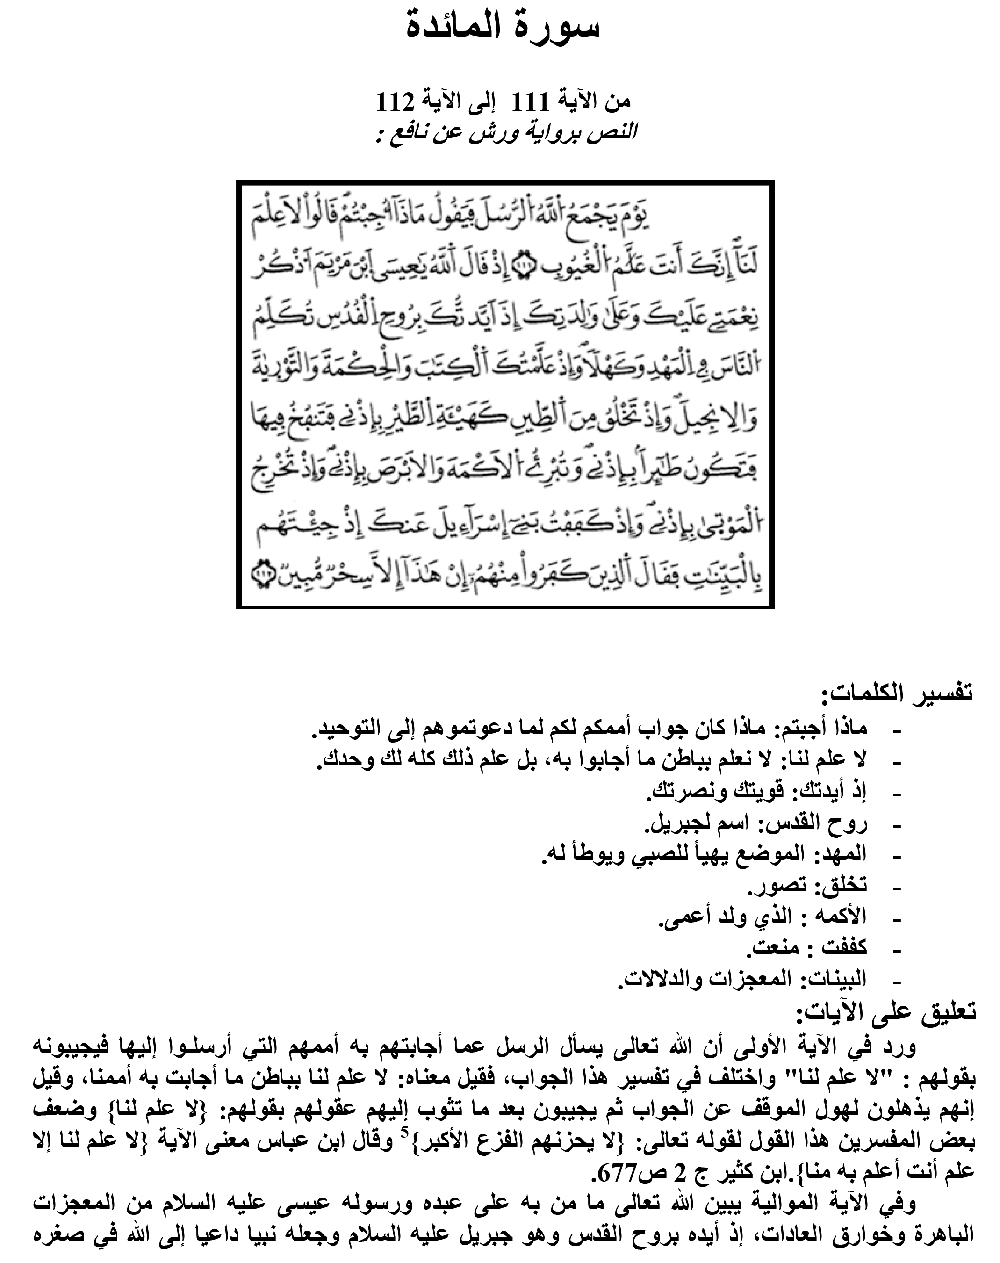 سورة المائدة
من الآية 111 إلى الآية 112
النص برواية ورش عن نافع :
يَوْمَ يَجْمَعُ اُللَّهُ اُلرُّسُلَ فَيَقُولُ مَاذَآ أُجِبْتُمْ قَالُواْ لَا عِلْمَ
لَنَآ إِنَّكَ أَنتَ عَلَّٰمُ اُلْغُيُوبِ ١١١ إِذْ قَالَ اَللَّهُ يَٰعِيسَى اَبْنَ مَرْيَمَ اَذْكُرْ
نِعْمَتِي عَلَيْكَ وَعَلَىٰ وَٰلِدَتِكَ إِذَ اَيَّدتُّكَ بِرُوحِ اِلْقُدُسِ تُكَلِّمُ
اُلنَّاسَ فِي اِلْمَهْدِ وَكَهْلًا وَإِذْ عَلَّمْتُكَ اَلْكِتَٰبَ وَالْحِكْمَةَ وَالتَّوْرَيٰةَ
وَالِانجِيلَ وَإِذْ تَخْلُقُ مِنَ اَلطِّينِ كَهَيْـَٔةِ اِلطَّيْرِ بِإِذْنِي فَتَنفُخُ فِيهَا
فَتَكُونُ طَٰٓئِراً بِإِذْنِي وَتُبْرِئُ اُلَاكْمَهَ وَالَابْرَصَ بِإِذْنِي وَإِذْ تُخْرِجُ
اُلْمَوْتَىٰ بِإِذْنِي وَإِذْ كَفَفْتُ بَنِي إِسْرَآءِيلَ عَنكَ إِذْ جِئْتَهُم
بِالْبَيِّنَٰتِ فَقَالَ اَلذِينَ كَفَرُواْ مِنْهُمُ إِنْ هَٰذَآ إِلَّا سِحْرٌ مُّبِينٌ ١١٢
تفسير الكلمات:
- ماذا أجبتم: ماذا كان جواب أممكم لكم لما دعوتموهم إلى التوحيد.
- لا علم لنا: لا نعلم بباطن ما أجابوا به، بل علم ذلك كله لك وحدك.
- إذ أيدتك: قويتك ونصرتك.
- روح القدس: اسم لجبريل.
- المهد: الموضع يهيأ للصبي ويوطأ له.
- تخلق: تصور.
- الأكمه : الذي ولد أعمى.
- كففت : منعت.
- البينات: المعجزات والدلالات.
تعليق على الآيات:
ورد في الآية الأولى أن الله تعالى يسأل الرسل عما أجابتهم به أممهم التي أرسلوا إليها فيجيبونه
بقولهم : "لا علم لنا" واختلف في تفسير هذا الجواب، فقيل معناه: لا علم لنا بباطن ما أجابت به أممنا، وقيل
إنهم يذهلون لهول الموقف عن الجواب ثم يجيبون بعد ما تثوب إليهم عقولهم بقولهم: {لا علم لنا} وضعف
بعض المفسرين هذا القول لقوله تعالى: {لا يحزنهم الفزع الأكبر}5 وقال ابن عباس معنى الآية {لا علم لنا إلا
علم أنت أعلم به منا}.ابن كثير ج 2 ص677.
وفي الآية الموالية يبين الله تعالى ما من به على عبده ورسوله عيسى عليه السلام من المعجزات
الباهرة وخوارق العادات، إذ أيده بروح القدس وهو جبريل عليه السلام وجعله نبيا داعيا إلى الله في صغره